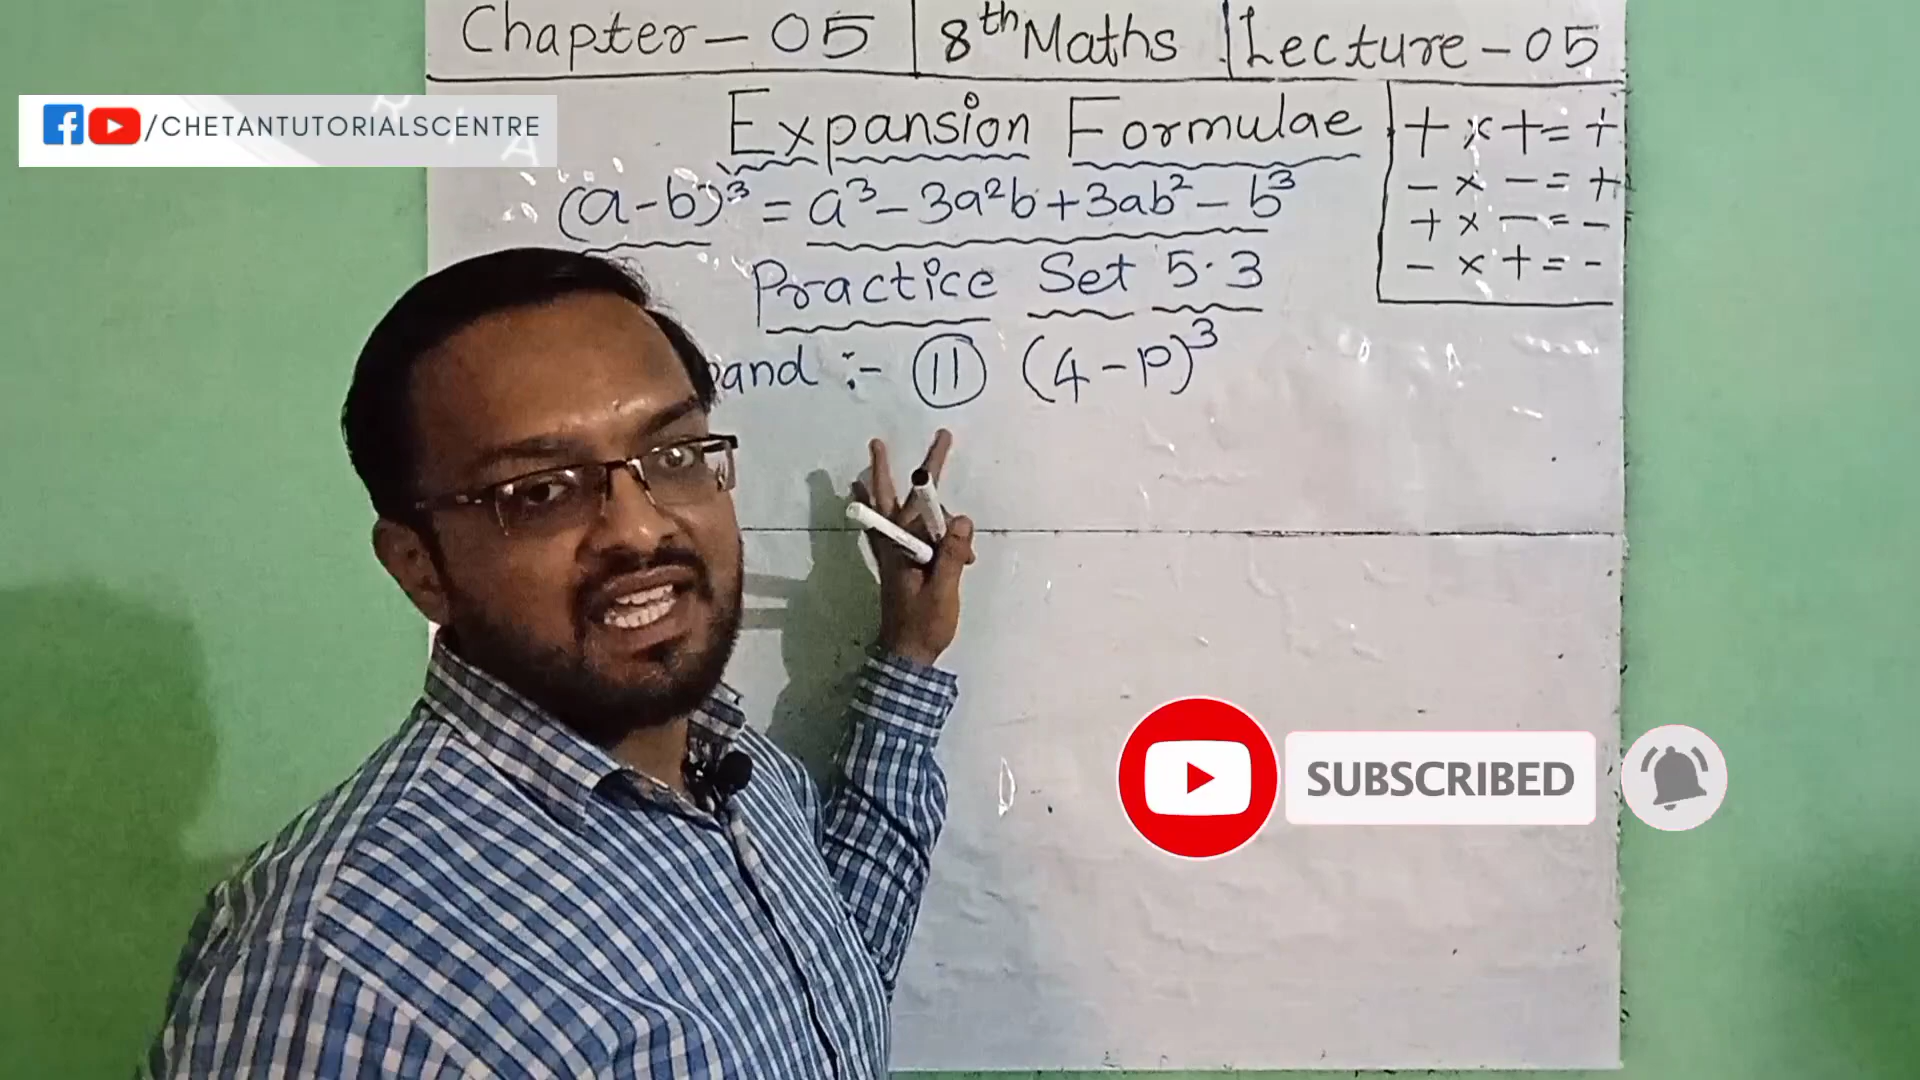 Chapter - 05 | 8th Maths | Lecture - 05
/CHETANTUTORIALSCENTRE
Expansion Formulae
(a-b)³ = a³ - 3a²b + 3ab² - b³
Practice Set 5.3
pand :- (11) (4-p)³
+ × + = +
- × - = +
+ × - = -
- × + = -
SUBSCRIBED